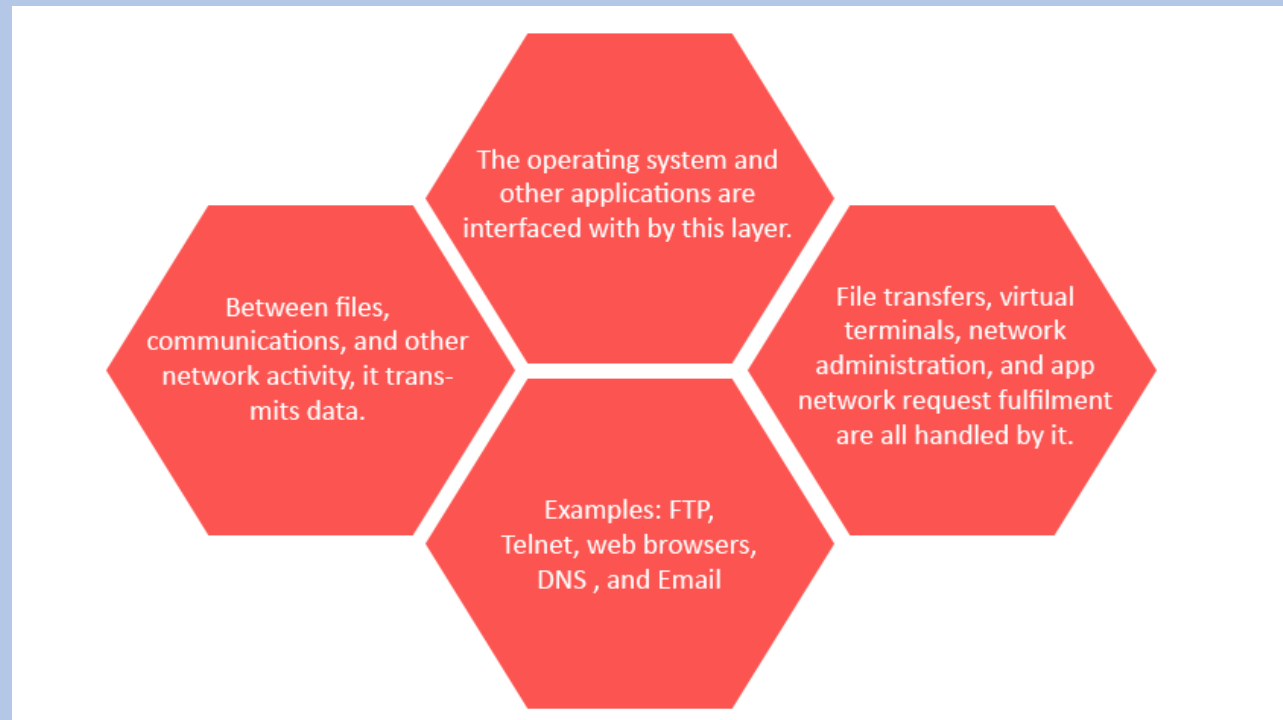 The operating system and
other applications are
interfaced with by this layer.
Between files,
communications, and other
network activity, it trans-
mits data.
File transfers, virtual
terminals, network
administration, and app
network request fulfilment
are all handled by it.
Examples: FTP,
Telnet, web browsers,
DNS , and Email